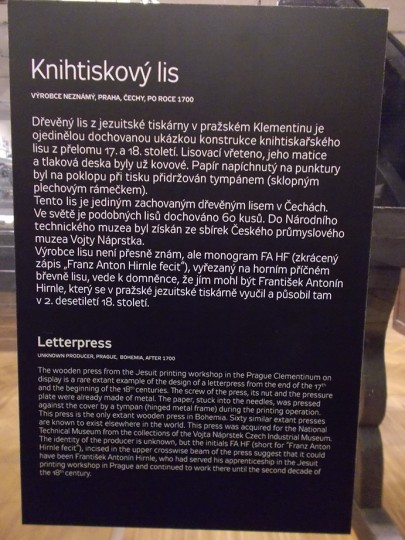 Knihtiskový lis
VÝROBCE NEZNÁMÝ, PRAHA, ČECHY, PO ROCE 1700
Dřevěný lis z jezuitské tiskárny v pražském Klementinu je
ojedinělou dochovanou ukázkou konstrukce knihtiskařského
lisu z přelomu 17. a 18. století. Lisovací vřeteno, jeho matice
a tlaková deska byly už kovové. Papír napíchnutý na punktury
byl na poklopu při tisku přidržován tympánem (sklopným
plechovým rámečkem).
Tento lis je jediným zachovaným dřevěným lisem v Čechách.
Ve světě je podobných lisů dochováno 60 kusů. Do Národního
technického muzea byl získán ze sbírek Českého průmyslového
muzea Vojty Náprstka.
Výrobce lisu není přesně znám, ale monogram FA HF (zkrácený
zápis „Franz Anton Hirnle fecit“), vyřezaný na horním příčném
břevně lisu, vede k domněnce, že jím mohl být František Antonín
Hirnle, který se v pražské jezuitské tiskárně vyučil a působil tam
v 2. desetiletí 18. století.
Letterpress
UNKNOWN PRODUCER, PRAGUE, BOHEMIA, AFTER 1700
The wooden press from the Jesuit printing workshop in the Prague Clementinum on
display is a rare extant example of the design of a letterpress from the end of the 17th
and the beginning of the 18th centuries. The screw of the press, its nut and the pressure
plate were already made of metal. The paper, stuck into the needles, was pressed
against the cover by a tympan (hinged metal frame) during the printing operation.
This press is the only extant wooden press in Bohemia. Sixty similar extant presses
are known to exist elsewhere in the world. This press was acquired for the National
Technical Museum from the collections of the Vojta Náprstek Czech Industrial Museum.
The identity of the producer is unknown, but the initials FA HF (short for "Franz Anton
Hirnle fecit"), incised in the upper crosswise beam of the press suggest that it could
have been František Antonín Hirnle, who had served his apprenticeship in the Jesuit
printing workshop in Prague and continued to work there until the second decade of
the 18th century.